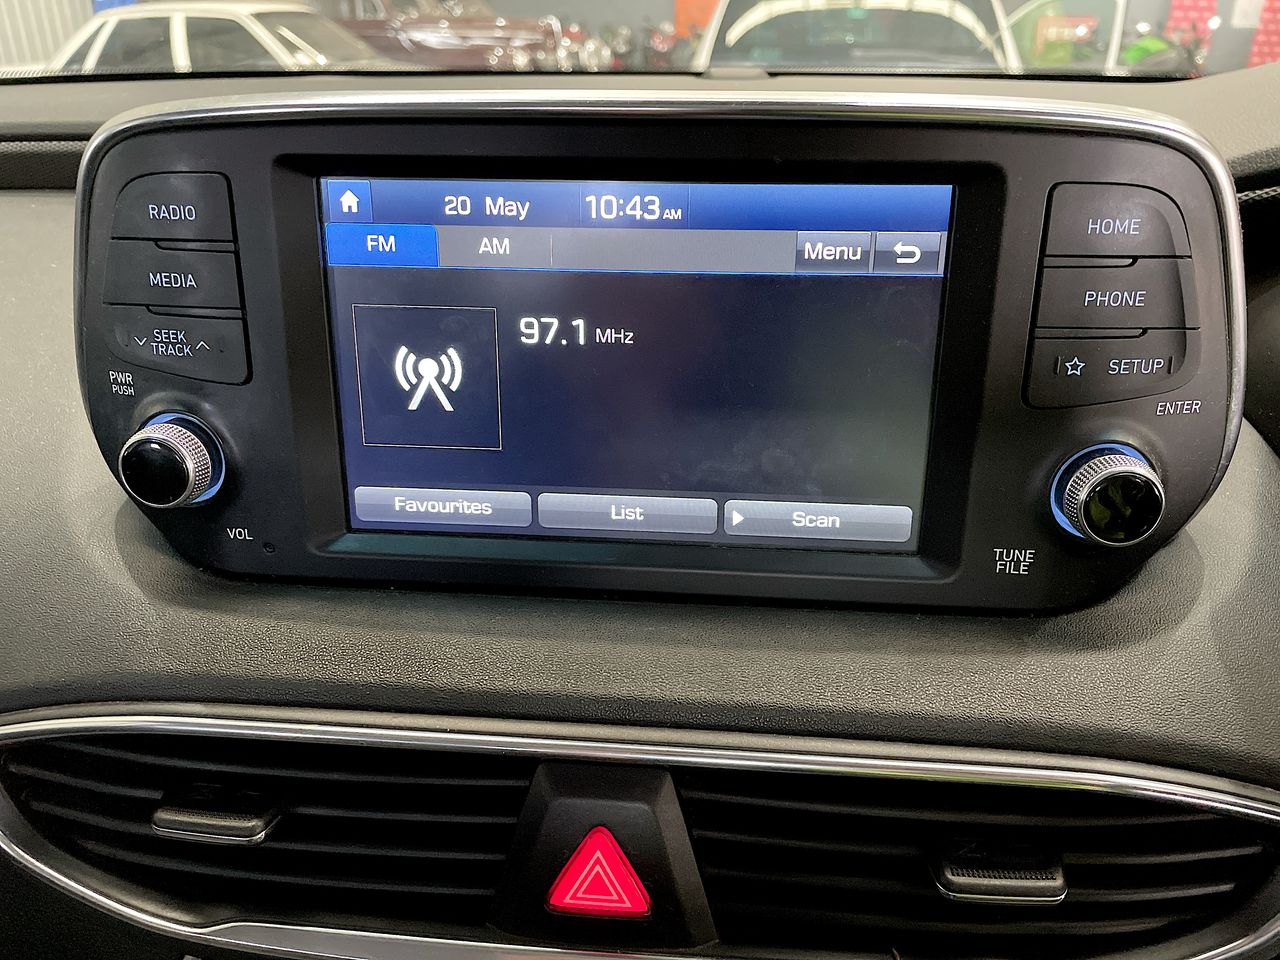 RADIO
MEDIA
SEEK
TRACK
PWR
PUSH
VOL
20 May 10:43 AM
FM AM Menu
97.1 MHz
Favourites List Scan
HOME
PHONE
SETUP
ENTER
TUNE
FILE